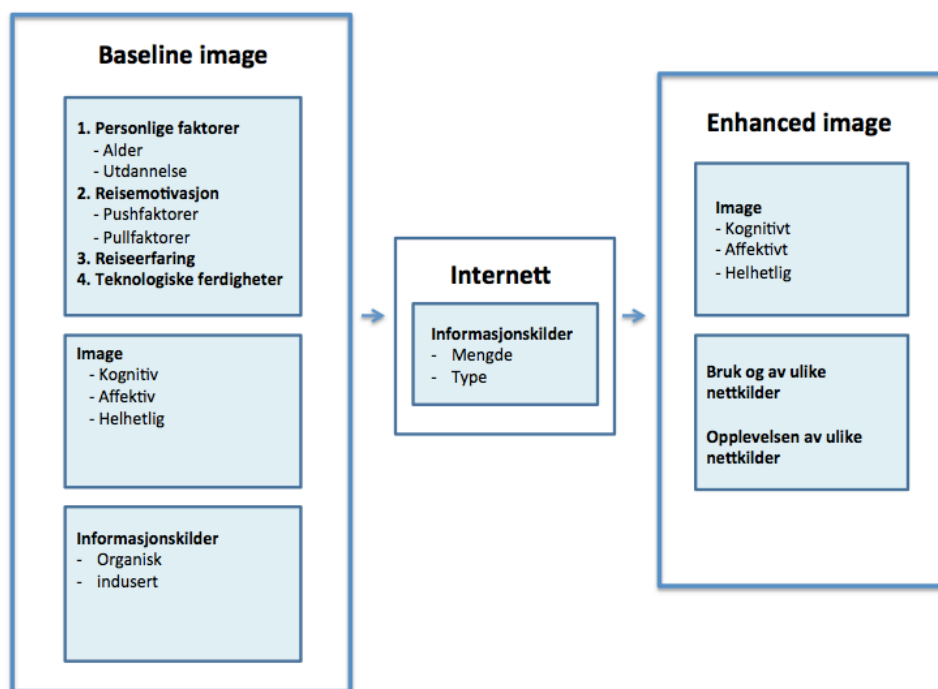 Baseline image
1. Personlige faktorer
- Alder
- Utdannelse
2. Reisemotivasjon
- Pushfaktorer
- Pullfaktorer
3. Reiseerfaring
4. Teknologiske ferdigheter
Image
- Kognitiv
- Affektiv
- Helhetlig
Informasjonskilder
- Organisk
- indusert
Internett
Informasjonskilder
- Mengde
- Type
Enhanced image
Image
- Kognitivt
- Affektivt
- Helhetlig
Bruk og av ulike
nettkilder
Opplevelsen av ulike
nettkilder